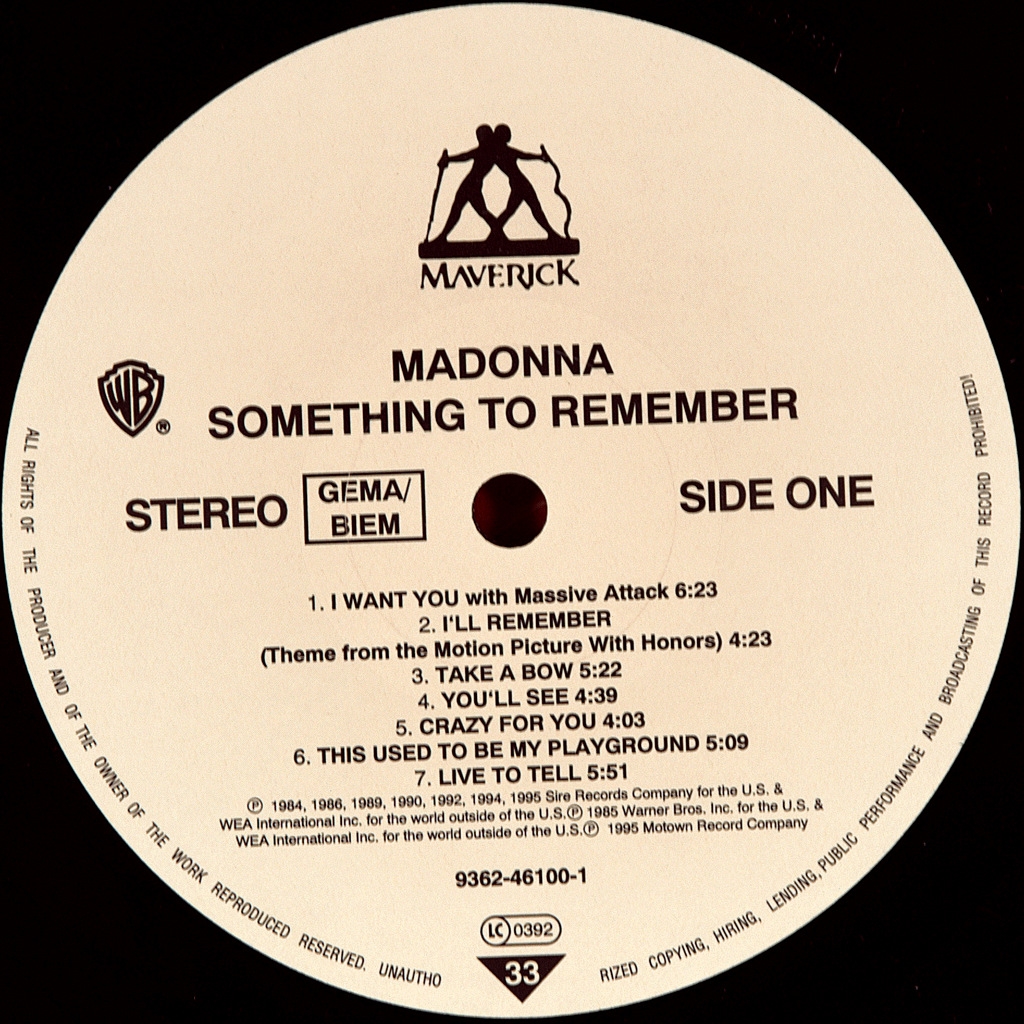 MAVERICK
MADONNA
WB®
SOMETHING TO REMEMBER
STEREO
GEMA/
BIEM
SIDE ONE
1. I WANT YOU with Massive Attack 6:23
2. I'LL REMEMBER
(Theme from the Motion Picture With Honors) 4:23
3. TAKE A BOW 5:22
4. YOU'LL SEE 4:39
5. CRAZY FOR YOU 4:03
6. THIS USED TO BE MY PLAYGROUND 5:09
7. LIVE TO TELL 5:51
℗ 1984, 1986, 1989, 1990, 1992, 1994, 1995 Sire Records Company for the U.S. &
WEA International Inc. for the world outside of the U.S.℗ 1985 Warner Bros. Inc. for the U.S. &
WEA International Inc. for the world outside of the U.S.℗ 1995 Motown Record Company
9362-46100-1
LC 0392
33
ALL RIGHTS OF THE PRODUCER AND OF THE OWNER OF THE WORK REPRODUCED RESERVED. UNAUTHO
RIZED COPYING, HIRING, LENDING, PUBLIC PERFORMANCE AND BROADCASTING OF THIS RECORD PROHIBITED!